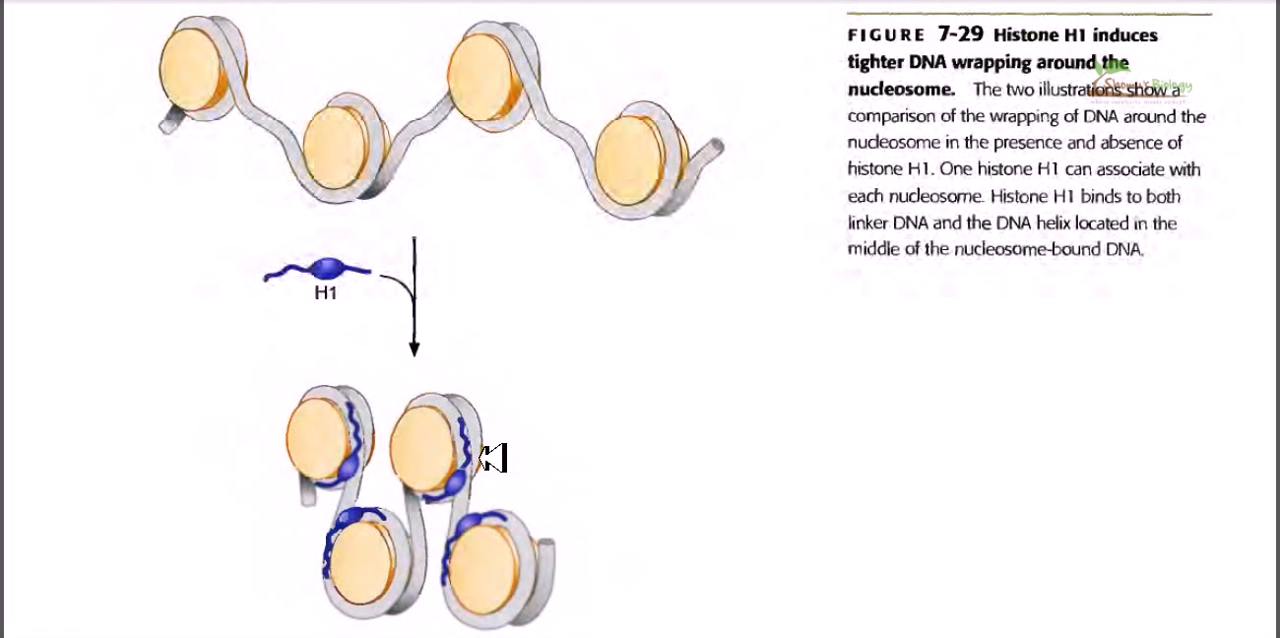 FIGURE 7-29 Histone H1 induces
tighter DNA wrapping around the
nucleosome. The two illustrations show a
comparison of the wrapping of DNA around the
nucleosome in the presence and absence of
histone H1. One histone H1 can associate with
each nucleosome. Histone H1 binds to both
linker DNA and the DNA helix located in the
middle of the nucleosome-bound DNA.
Shomu's Biology
H1